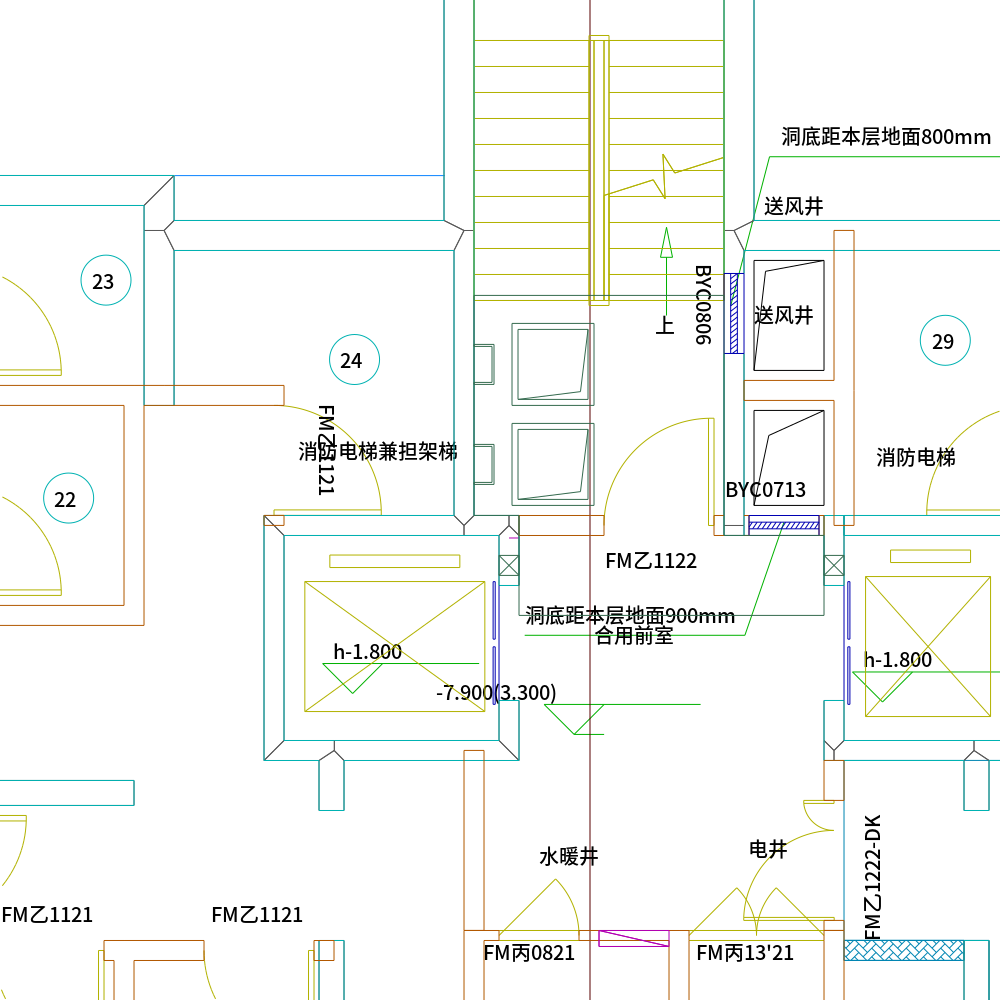 洞底距本层地面800mm
送风井
BYC0806
23
送风井
上
29
24
FM乙1121
消防电梯兼担架梯
消防电梯
BYC0713
22
FM乙1122
洞底距本层地面900mm
合用前室
h-1.800
h-1.800
-7.900(3.300)
水暖井
电井
FM乙1222-DK
FM乙1121
FM乙1121
FM丙0821
FM丙13'21